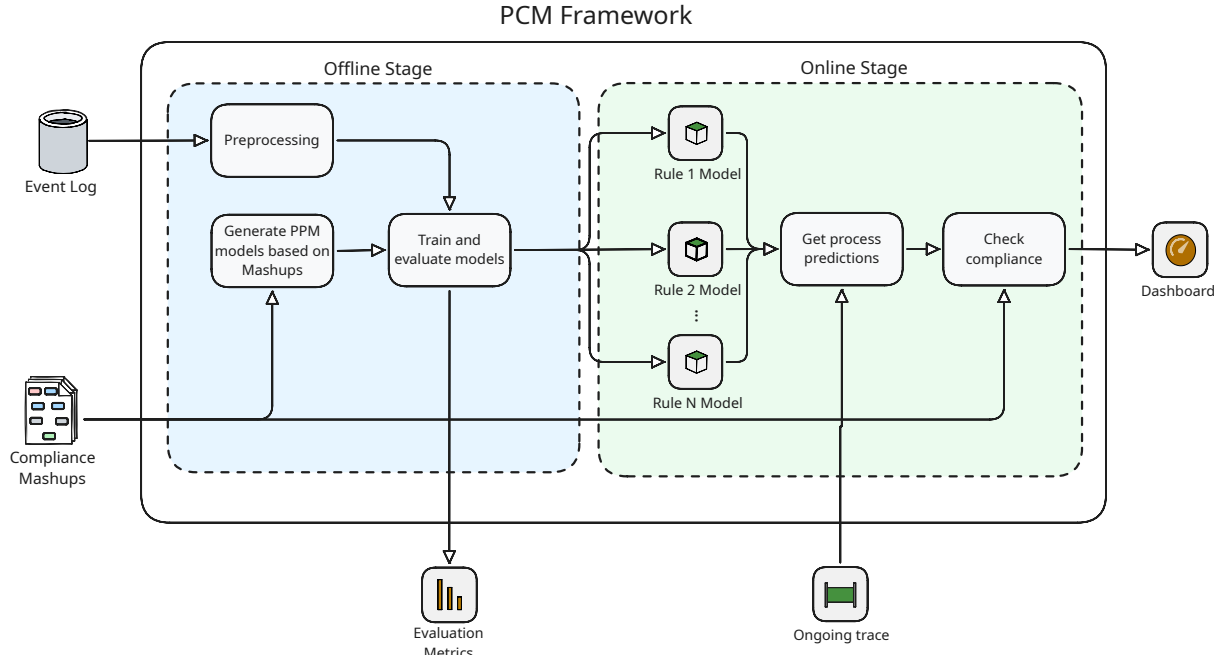 PCM Framework
Offline Stage
Online Stage
Preprocessing
Event Log
Rule 1 Model
Generate PPM
models based on
Mashups
Train and
evaluate models
Rule 2 Model
⋮
Get process
predictions
Check
compliance
Dashboard
Rule N Model
Compliance
Mashups
Evaluation
Metrics
Ongoing trace